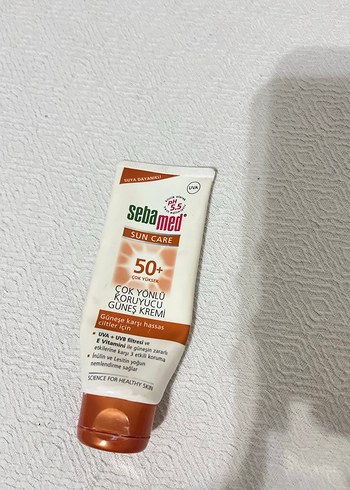 SUYA DAYANIKLI
UVA
pH
5.5
sebamed
SUN CARE
50+
ÇOK YÜKSEK
ÇOK YÖNLÜ
KORUYUCU
GÜNEŞ KREMİ
Güneşe karşı hassas
ciltler için
• UVA + UVB filtresi ve
E Vitamini ile güneşin zararlı
etkilerine karşı 3 etkili koruma
• İnülin ve Lesitin yoğun
nemlendirme sağlar
SCIENCE FOR HEALTHY SKIN